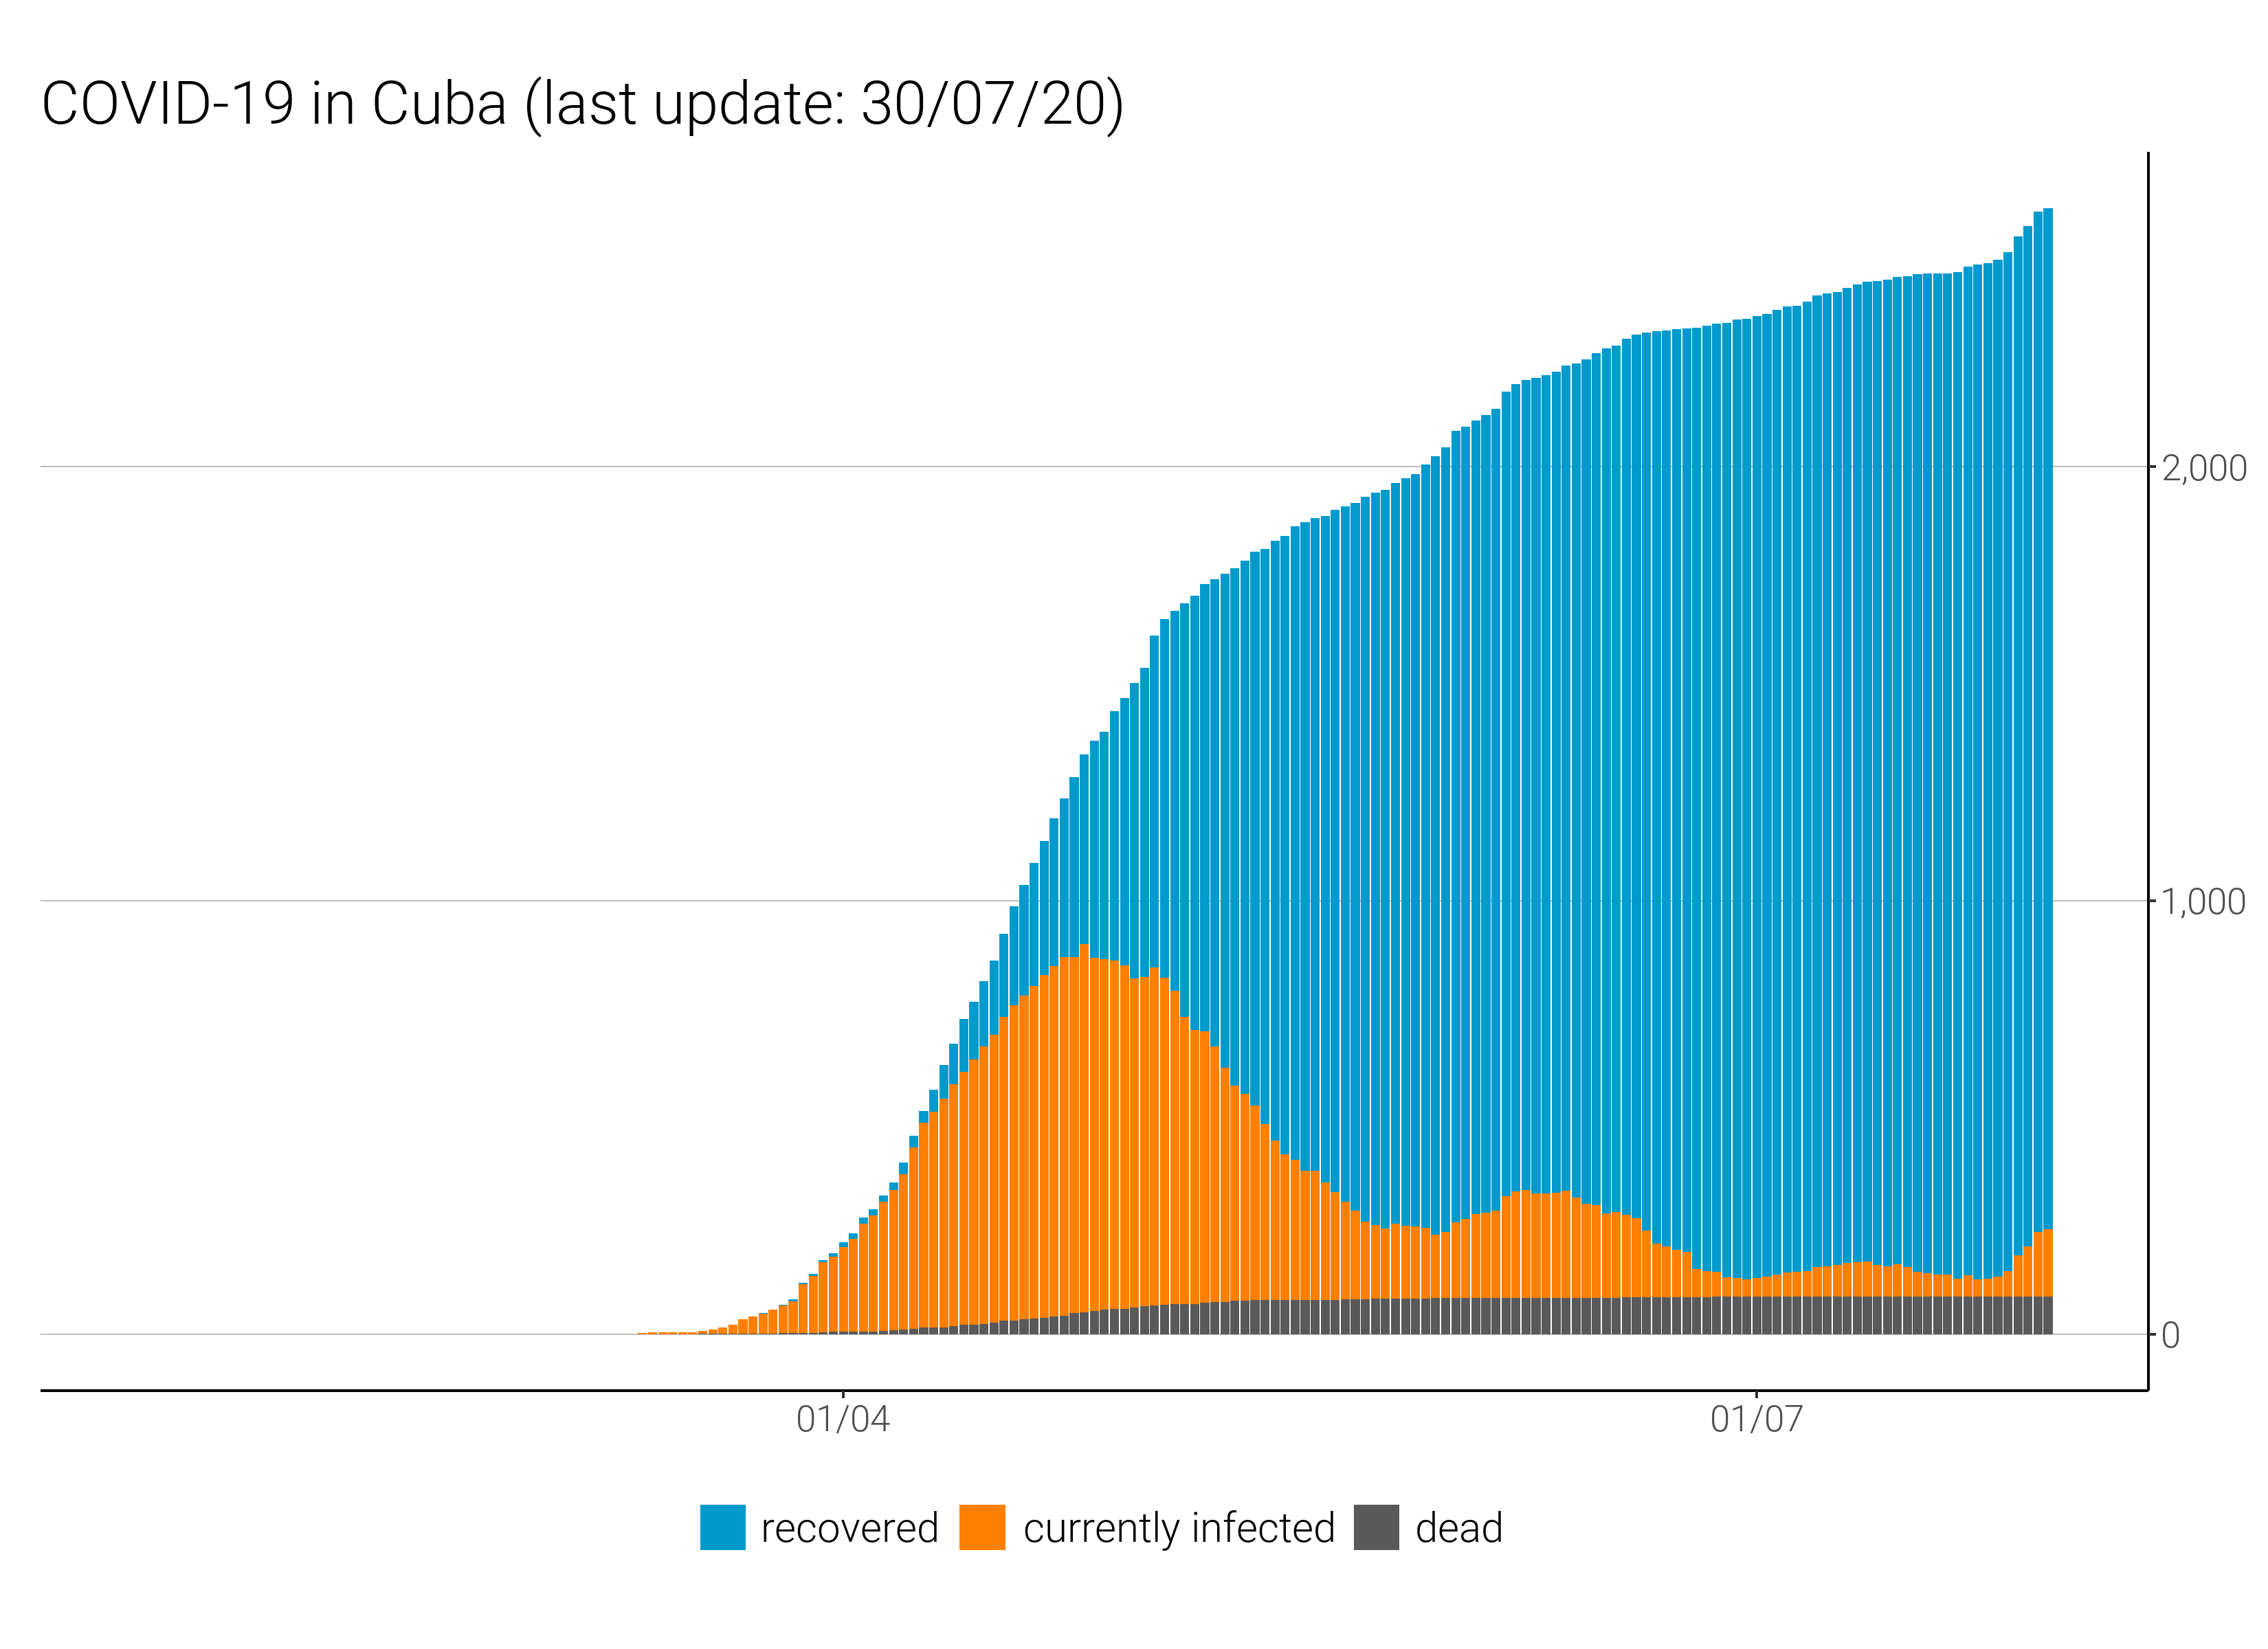 COVID-19 in Cuba (last update: 30/07/20)
2,000
1,000
0
01/04 01/07
recovered currently infected dead